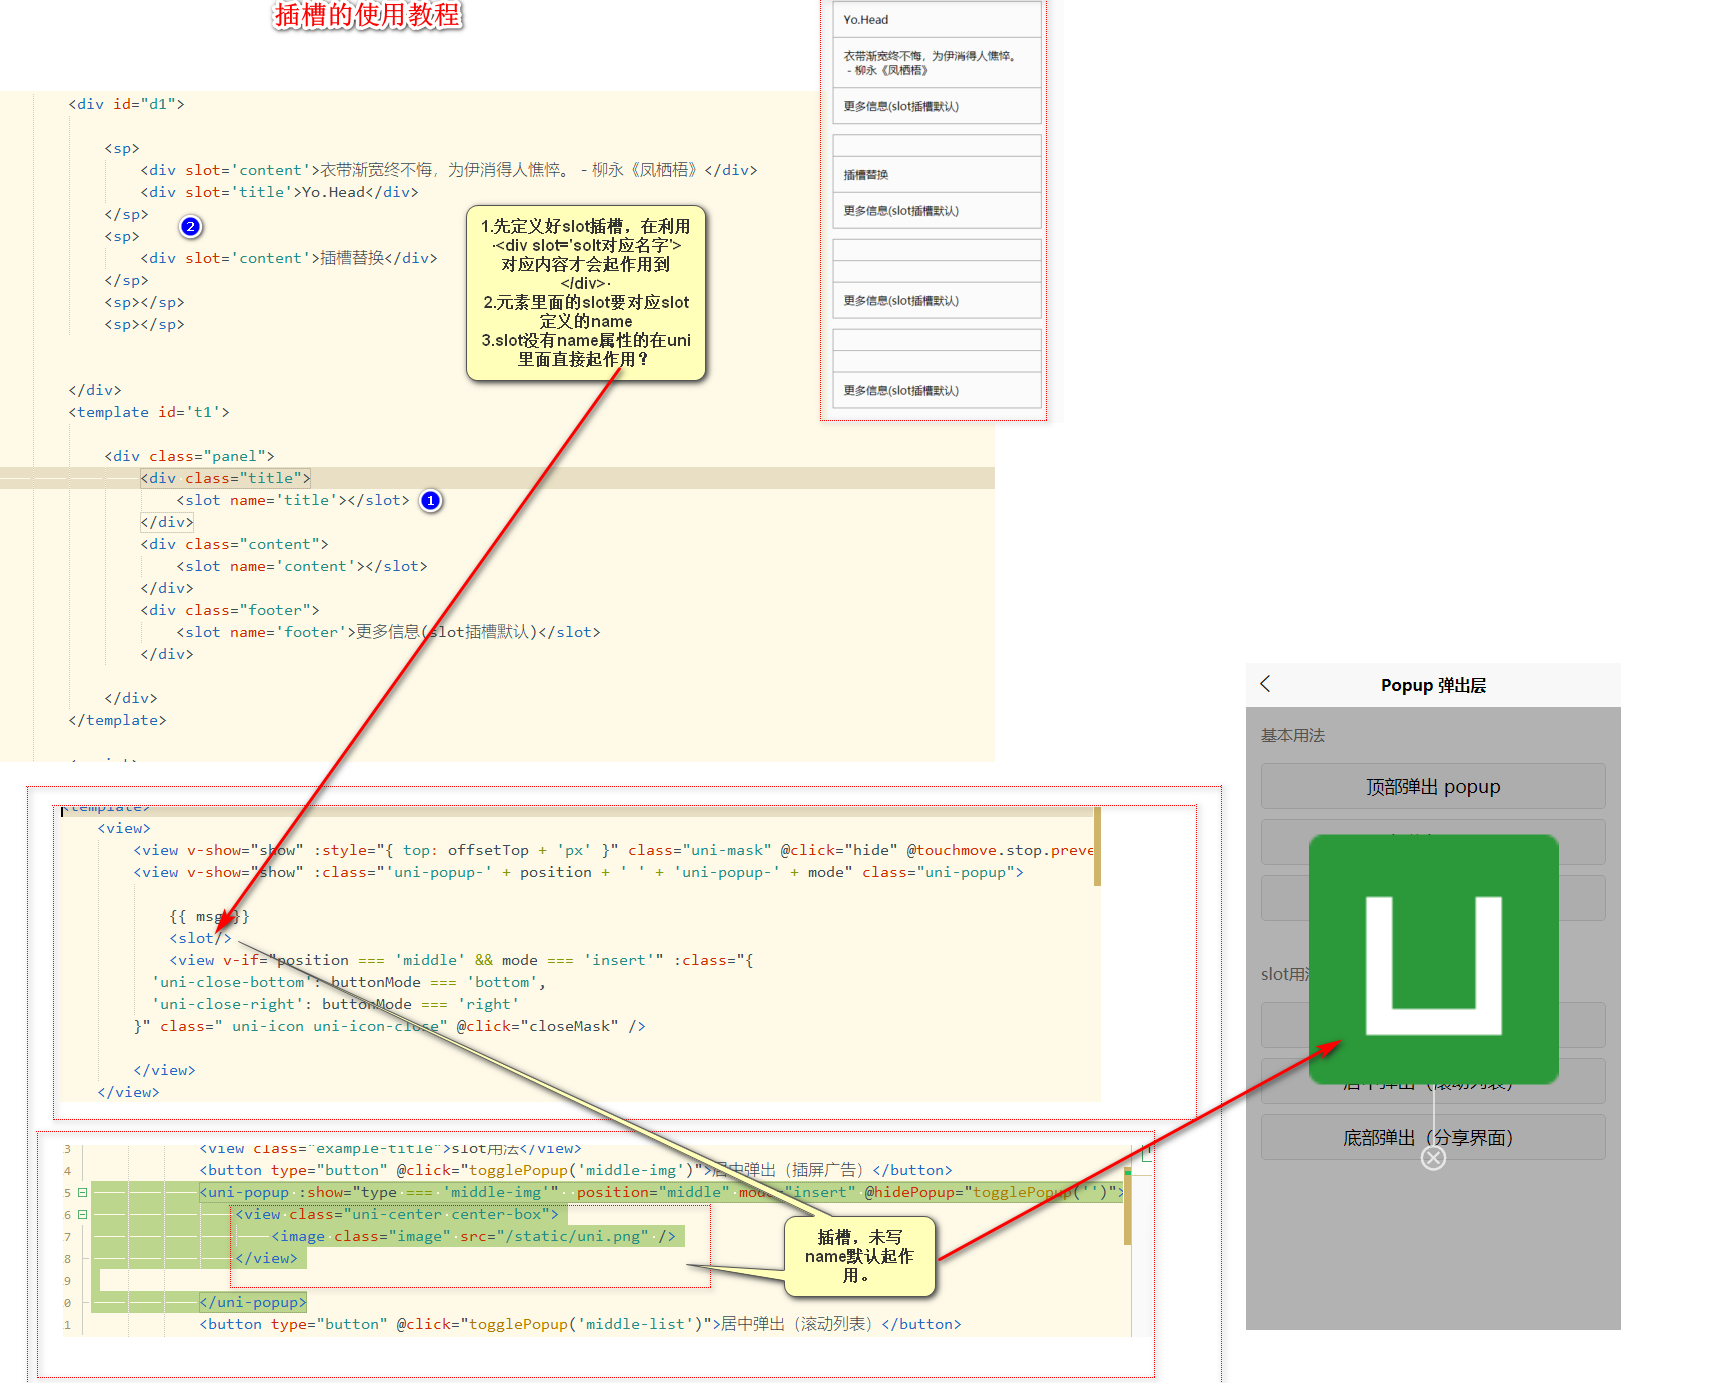 插槽的使用教程
<div id="d1">
<sp>
<div slot='content'>衣带渐宽终不悔，为伊消得人憔悴。 - 柳永《凤栖梧》</div>
<div slot='title'>Yo.Head</div>
</sp>
2
<sp>
<div slot='content'>插槽替换</div>
</sp>
<sp></sp>
<sp></sp>
</div>
<template id='t1'>
<div class="panel">
<div class="title">
<slot name='title'></slot>
1
</div>
<div class="content">
<slot name='content'></slot>
</div>
<div class="footer">
<slot name='footer'>更多信息(slot插槽默认)</slot>
</div>
</div>
</template>
1.先定义好slot插槽，在利用
·<div slot='solt对应名字'>
对应内容才会起作用到
</div>·
2.元素里面的slot要对应slot
定义的name
3.slot没有name属性的在uni
里面直接起作用？
Yo.Head
衣带渐宽终不悔，为伊消得人憔悴。
- 柳永《凤栖梧》
更多信息(slot插槽默认)
插槽替换
更多信息(slot插槽默认)
更多信息(slot插槽默认)
更多信息(slot插槽默认)
<template>
<view>
<view v-show="show" :style="{ top: offsetTop + 'px' }" class="uni-mask" @click="hide" @touchmove.stop.preve
<view v-show="show" :class="'uni-popup-' + position + ' ' + 'uni-popup-' + mode" class="uni-popup">
{{ msg }}
<slot/>
<view v-if="position === 'middle' && mode === 'insert'" :class="{
'uni-close-bottom': buttonMode === 'bottom',
'uni-close-right': buttonMode === 'right'
}" class=" uni-icon uni-icon-close" @click="closeMask" />
</view>
</view>
3 <view class="example-title">slot用法</view>
4 <button type="button" @click="togglePopup('middle-img')">居中弹出（插屏广告）</button>
5 <uni-popup :show="type === 'middle-img'" position="middle" mode="insert" @hidePopup="togglePopup('')">
6 <view class="uni-center center-box">
7 <image class="image" src="/static/uni.png" />
8 </view>
9
0 </uni-popup>
1 <button type="button" @click="togglePopup('middle-list')">居中弹出（滚动列表）</button>
插槽，未写
name默认起作
用。
Popup 弹出层
基本用法
顶部弹出 popup
slot用法
居中弹出（滚动列表）
底部弹出（分享界面）